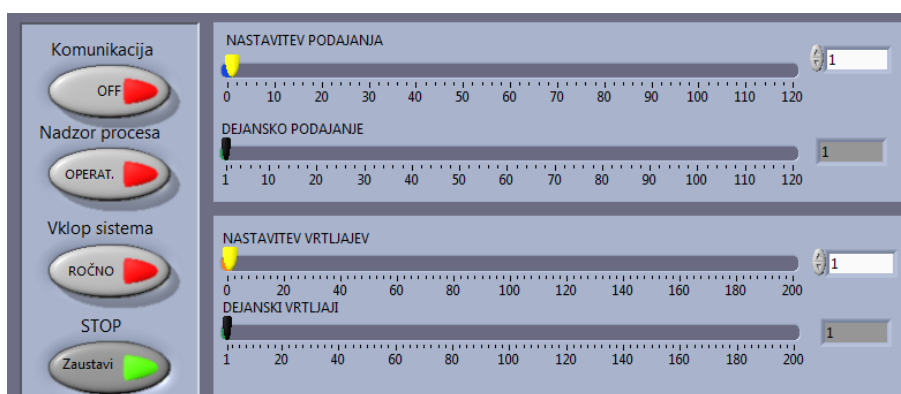 Komunikacija
OFF
Nadzor procesa
OPERAT.
Vklop sistema
ROČNO
STOP
Zaustavi
NASTAVITEV PODAJANJA
1
0 10 20 30 40 50 60 70 80 90 100 110 120
DEJANSKO PODAJANJE
1
1 10 20 30 40 50 60 70 80 90 100 110 120
NASTAVITEV VRTLJAJEV
1
0 20 40 60 80 100 120 140 160 180 200
DEJANSKI VRTLJAJI
1
1 20 40 60 80 100 120 140 160 180 200